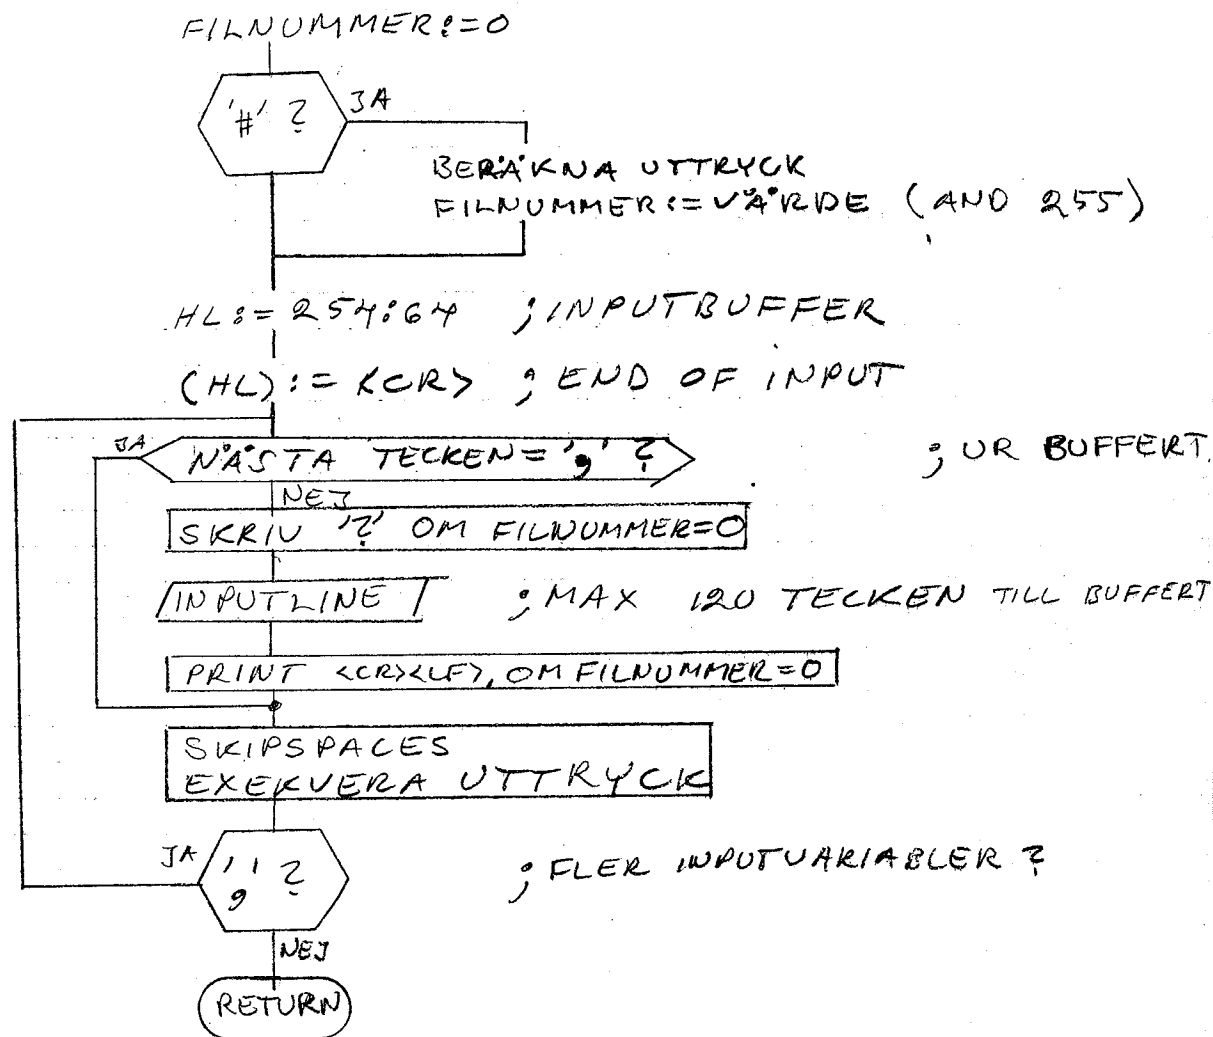 FILNUMMER:=0
'#' ?
JA
BERÄKNA UTTRYCK
FILNUMMER:=VÄRDE (AND 255)
HL:=254:64 ;INPUTBUFFER
(HL):= <CR> ; END OF INPUT
JA
NÄSTA TECKEN=',' ? ; UR BUFFERT.
NEJ
SKRIV '?' OM FILNUMMER=0
INPUTLINE ;MAX 120 TECKEN TILL BUFFERT
PRINT <CR><LF>, OM FILNUMMER=0
SKIPSPACES
EXEKVERA UTTRYCK
JA
',' ? ;FLER INPUTVARIABLER ?
NEJ
RETURN